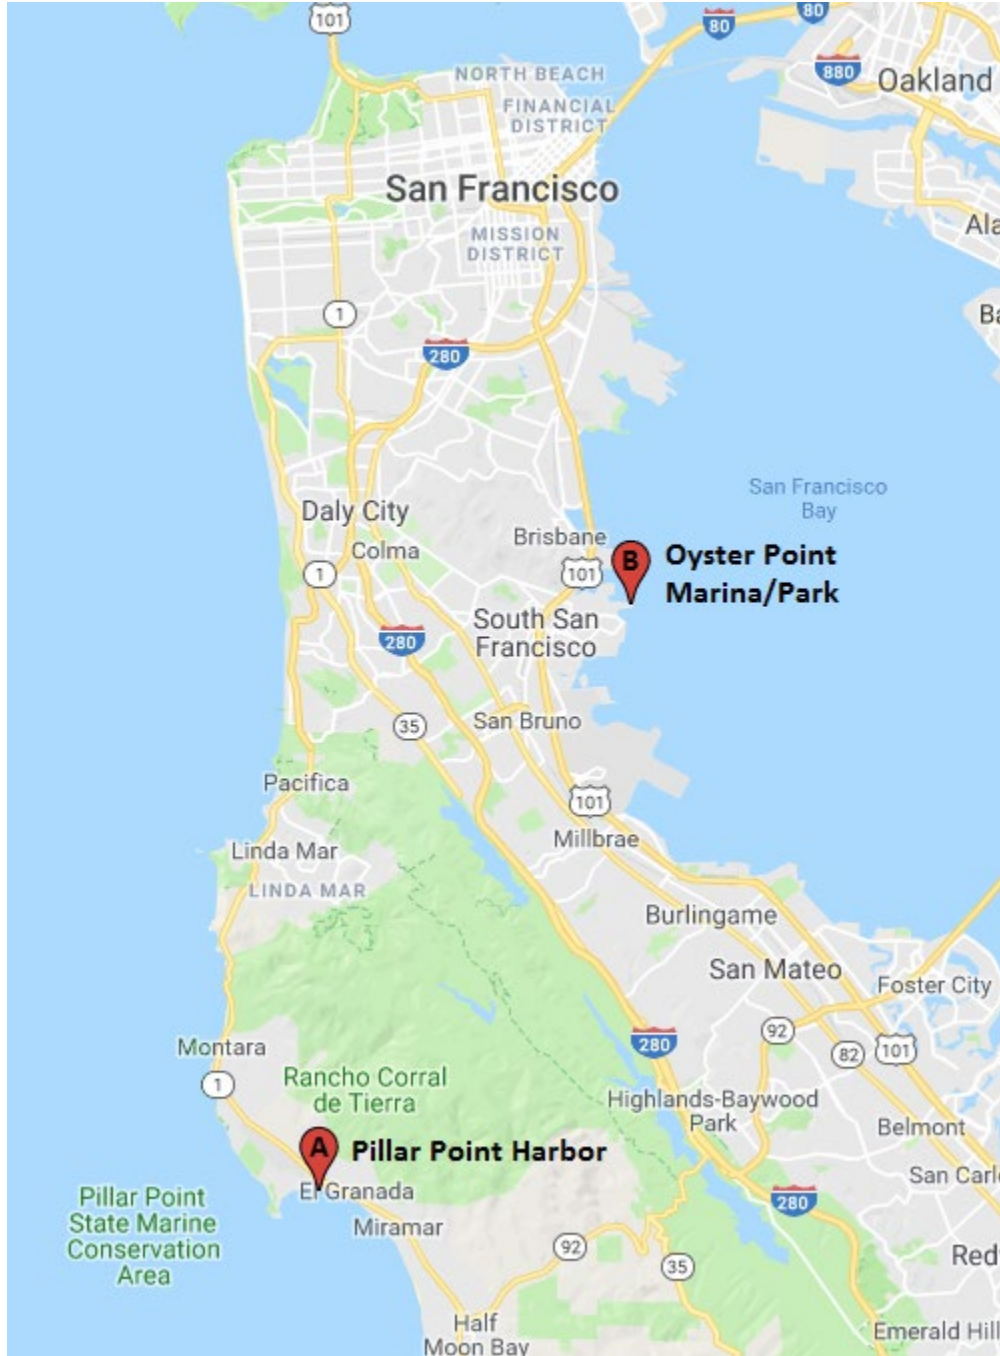 101
80
80
880
Oakland
NORTH BEACH
FINANCIAL
DISTRICT
San Francisco
Ala
MISSION
DISTRICT
1
Ba
280
San Francisco
Bay
Daly City
Brisbane
Colma
B
Oyster Point
Marina/Park
1
101
South San
Francisco
280
35
San Bruno
Pacifica
101
Millbrae
Linda Mar
LINDA MAR
Burlingame
San Mateo
Foster City
92
Montara
280
82
101
1
Rancho Corral
de Tierra
Highlands-Baywood
Park
Belmont
A
Pillar Point Harbor
San Carl
El Granada
Pillar Point
State Marine
Conservation
Area
280
Miramar
92
35
Red
Half
Moon Bay
Emerald Hill